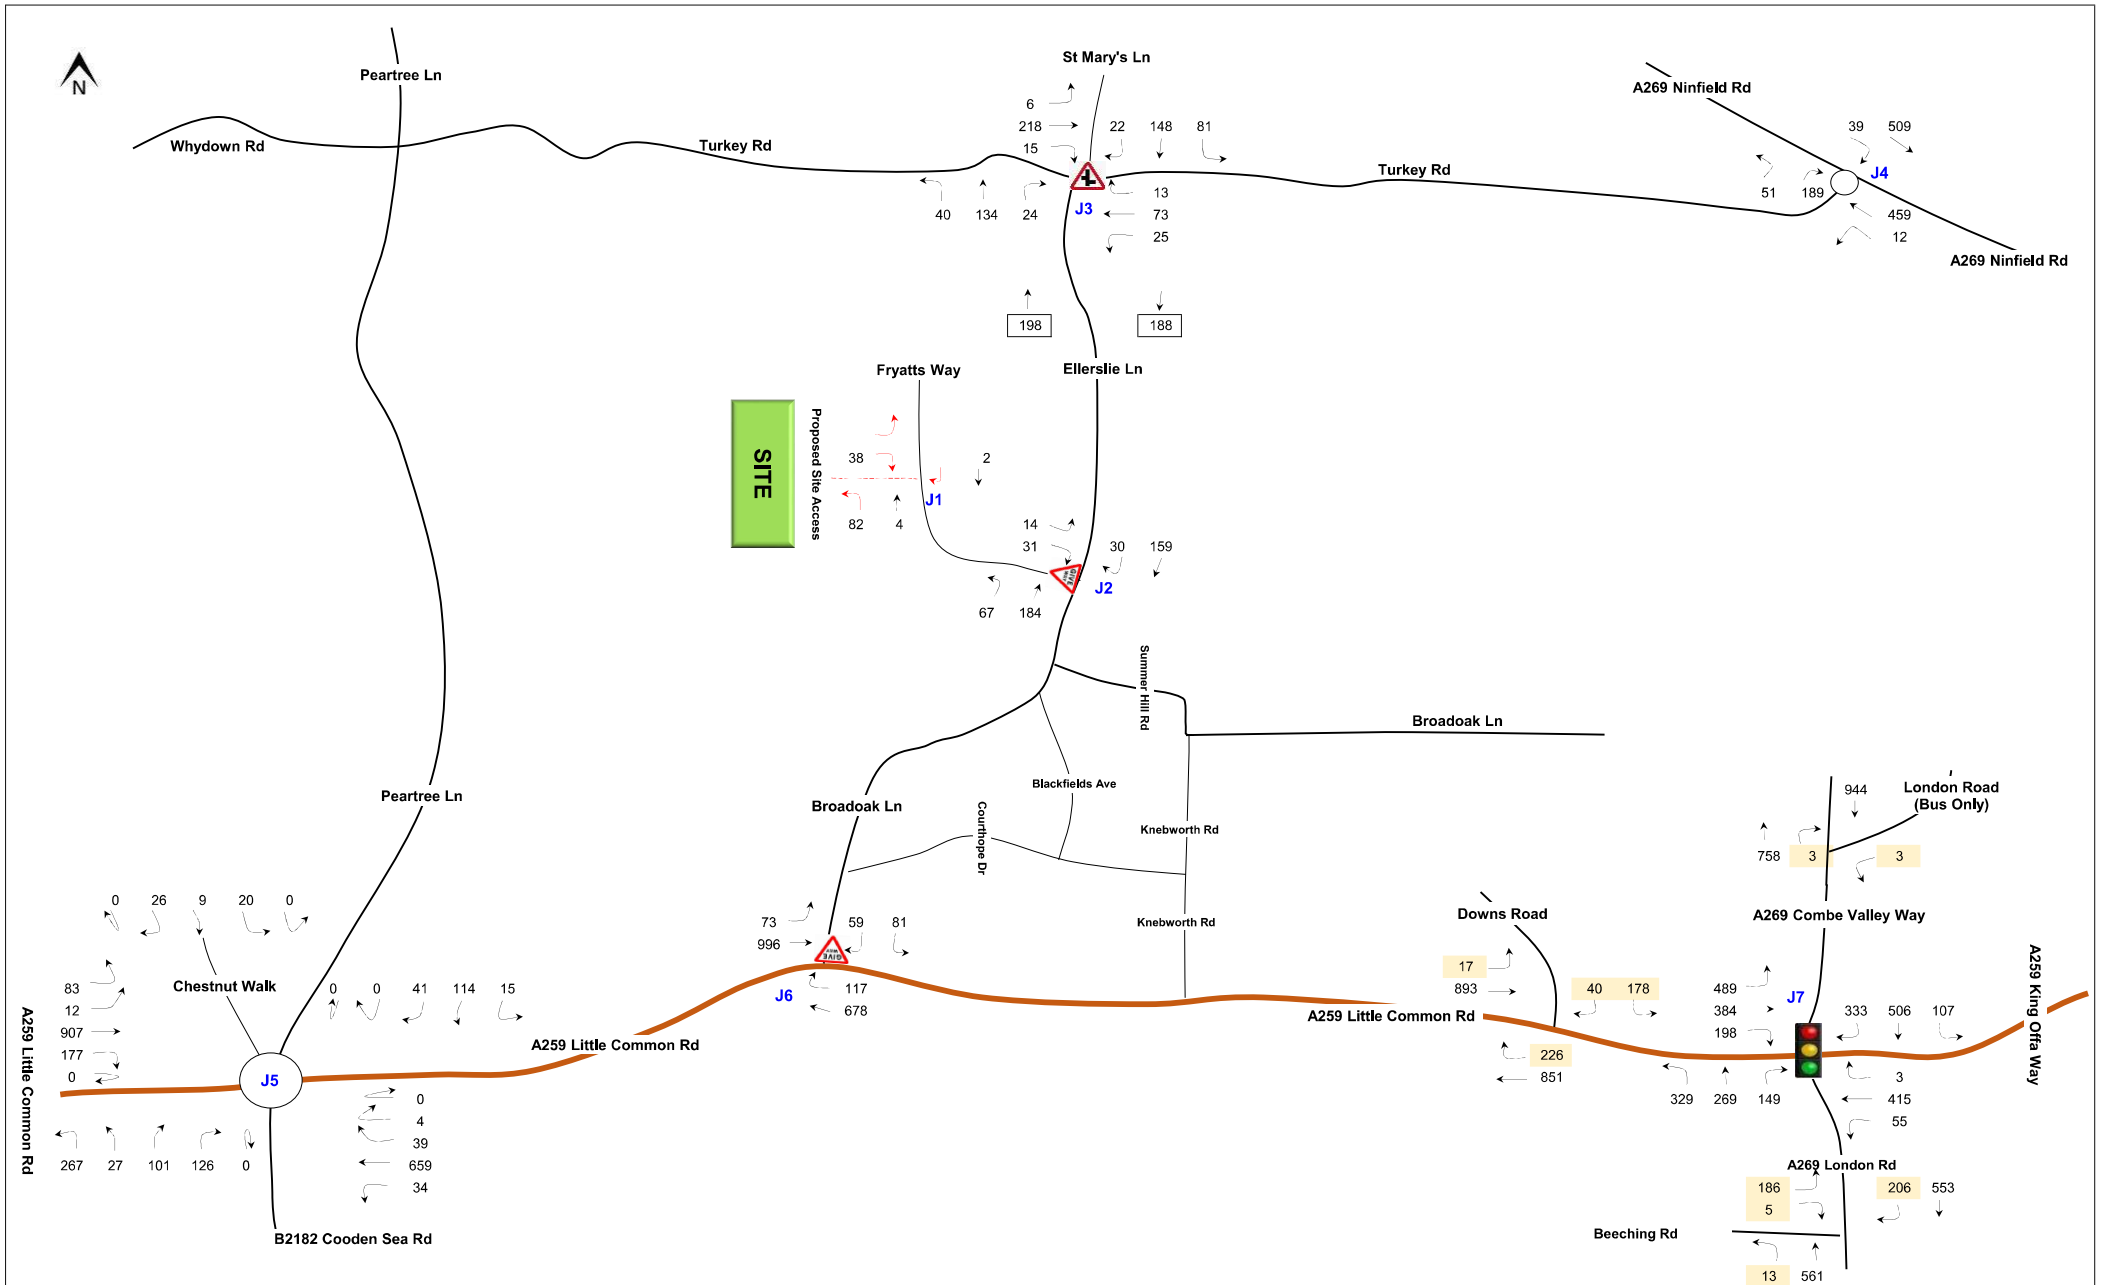 N
Peartree Ln
Whydown Rd
Turkey Rd
St Mary's Ln
6
218
15
22 148 81
J3
40 134 24
13
73
25
Turkey Rd
A269 Ninfield Rd
39 509
J4
51 189
459
12
A269 Ninfield Rd
198
188
Fryatts Way
Ellerslie Ln
SITE
Proposed Site Access
38
2
J1
82 4
14
31
30 159
J2
GIVE WAY
67 184
Summer Hill Rd
Broadoak Ln
Blackfields Ave
Peartree Ln
Broadoak Ln
Courthope Dr
Knebworth Rd
Knebworth Rd
944
London Road
(Bus Only)
758 3
3
A269 Combe Valley Way
0 26 9 20 0
Chestnut Walk
83
12
907
177
0
0 0 41 114 15
A259 Little Common Rd
J5
0
4
39
659
34
267 27 101 126 0
B2182 Cooden Sea Rd
A259 Little Common Rd
73
996
59 81
GIVE WAY
J6
117
678
A259 Little Common Rd
Downs Road
17
893
40 178
226
851
489
384
198
J7
333 506 107
A259 King Offa Way
329 269 149
3
415
55
A269 London Rd
186
5
206 553
Beeching Rd
13 561